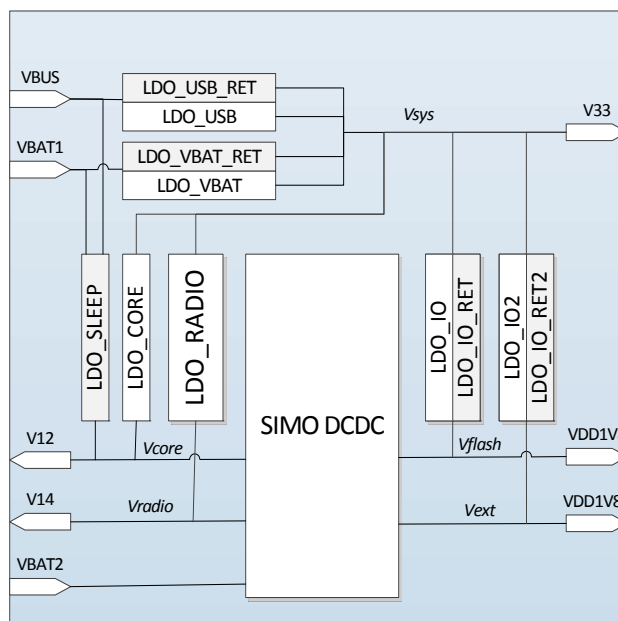 VBUS
LDO_USB_RET
LDO_USB
Vsys
V33
VBAT1
LDO_VBAT_RET
LDO_VBAT
LDO_SLEEP
LDO_CORE
LDO_RADIO
SIMO DCDC
LDO_IO
LDO_IO_RET
LDO_IO2
LDO_IO_RET2
V12
Vcore
Vflash
VDD1V
V14
Vradio
Vext
VDD1V8
VBAT2